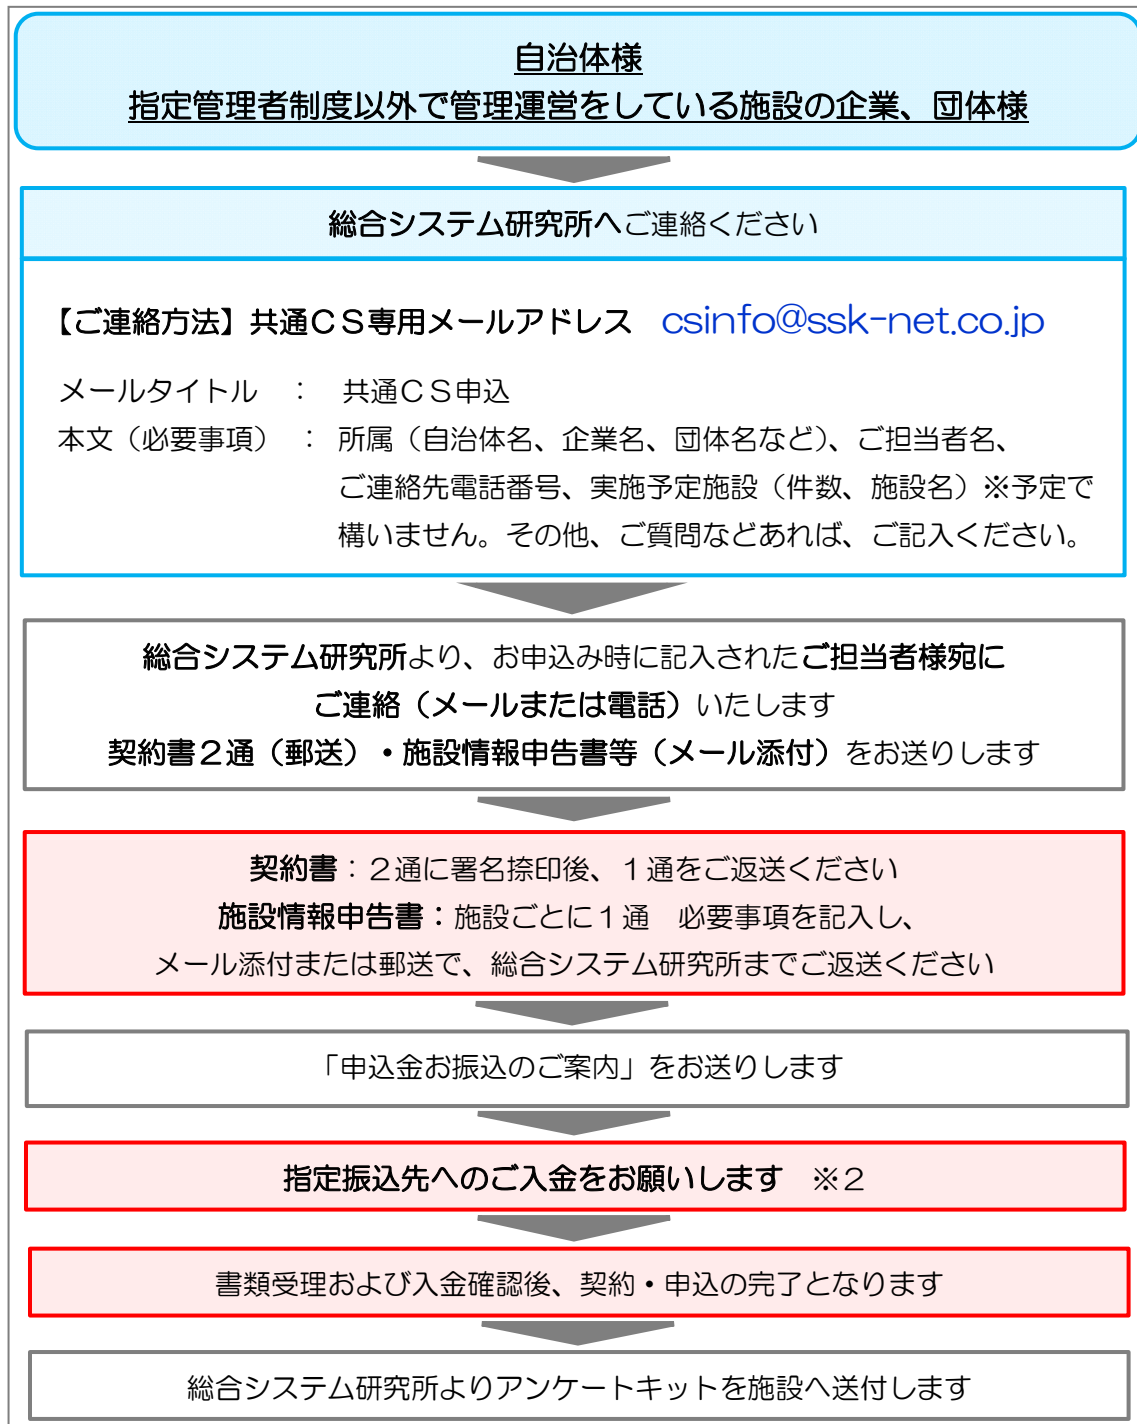 自治体様
指定管理者制度以外で管理運営をしている施設の企業、団体様
総合システム研究所へご連絡ください
【ご連絡方法】共通ＣＳ専用メールアドレス　csinfo@ssk-net.co.jp
メールタイトル　：　共通ＣＳ申込
本文（必要事項）　：　所属（自治体名、企業名、団体名など）、ご担当者名、
ご連絡先電話番号、実施予定施設（件数、施設名）※予定で
構いません。その他、ご質問などあれば、ご記入ください。
総合システム研究所より、お申込み時に記入されたご担当者様宛に
ご連絡（メールまたは電話）いたします
契約書２通（郵送）・施設情報申告書等（メール添付）をお送りします
契約書：２通に署名捺印後、１通をご返送ください
施設情報申告書：施設ごとに１通　必要事項を記入し、
メール添付または郵送で、総合システム研究所までご返送ください
「申込金お振込のご案内」をお送りします
指定振込先へのご入金をお願いします　※２
書類受理および入金確認後、契約・申込の完了となります
総合システム研究所よりアンケートキットを施設へ送付します